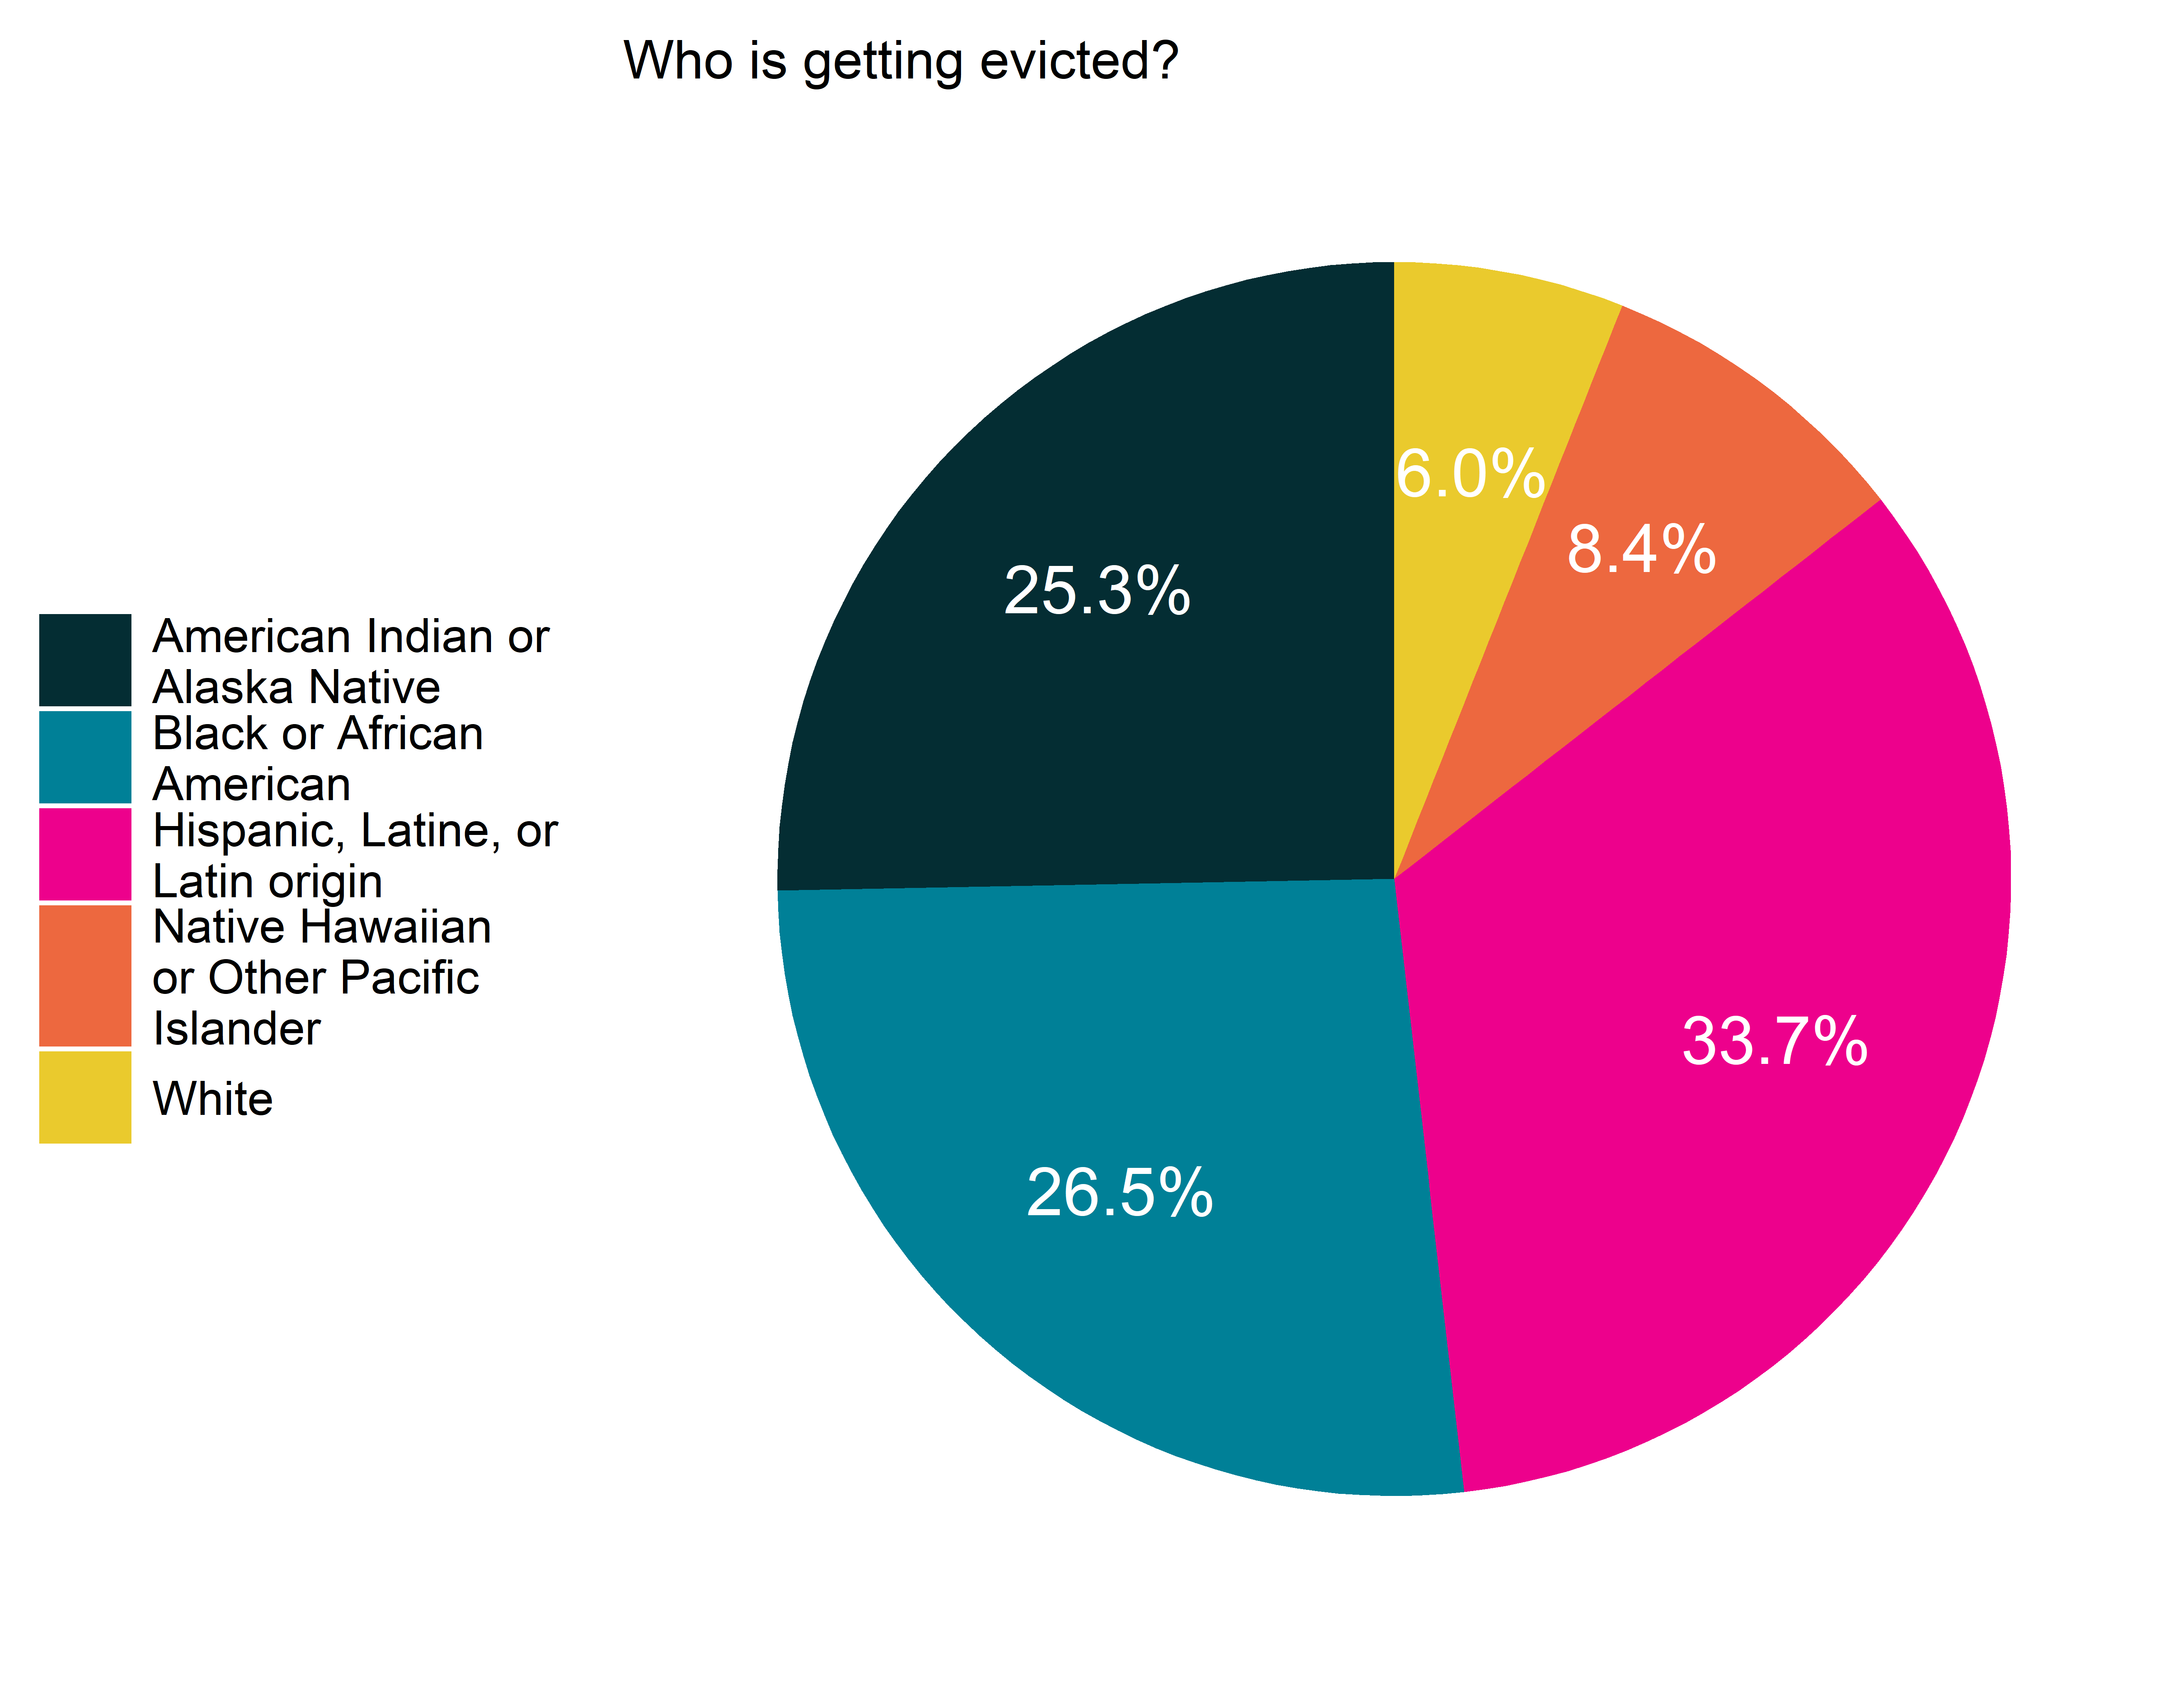 Who is getting evicted?
American Indian or
Alaska Native
Black or African
American
Hispanic, Latine, or
Latin origin
Native Hawaiian
or Other Pacific
Islander
White
6.0%
8.4%
25.3%
33.7%
26.5%